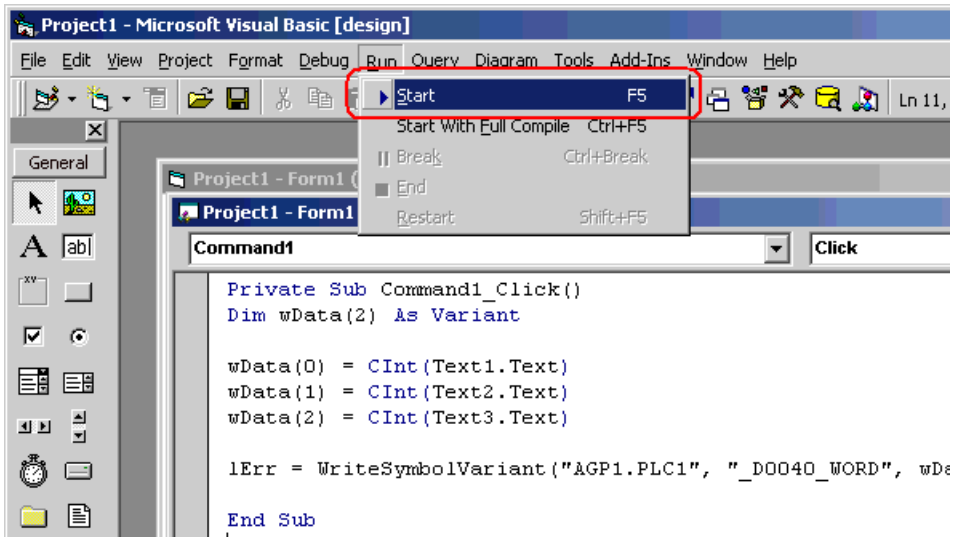 Project1 - Microsoft Visual Basic [design]
File Edit View Project Format Debug Run Query Diagram Tools Add-Ins Window Help
Ln 11,
Start F5
Start With Full Compile Ctrl+F5
Break Ctrl+Break
End
Restart Shift+F5
General
A ab
xy
Project1 - Form1 (
Project1 - Form1
Command1 Click
Private Sub Command1_Click()
Dim wData(2) As Variant
wData(0) = CInt(Text1.Text)
wData(1) = CInt(Text2.Text)
wData(2) = CInt(Text3.Text)
lErr = WriteSymbolVariant("AGP1.PLC1", "_D0040_WORD", wDa
End Sub